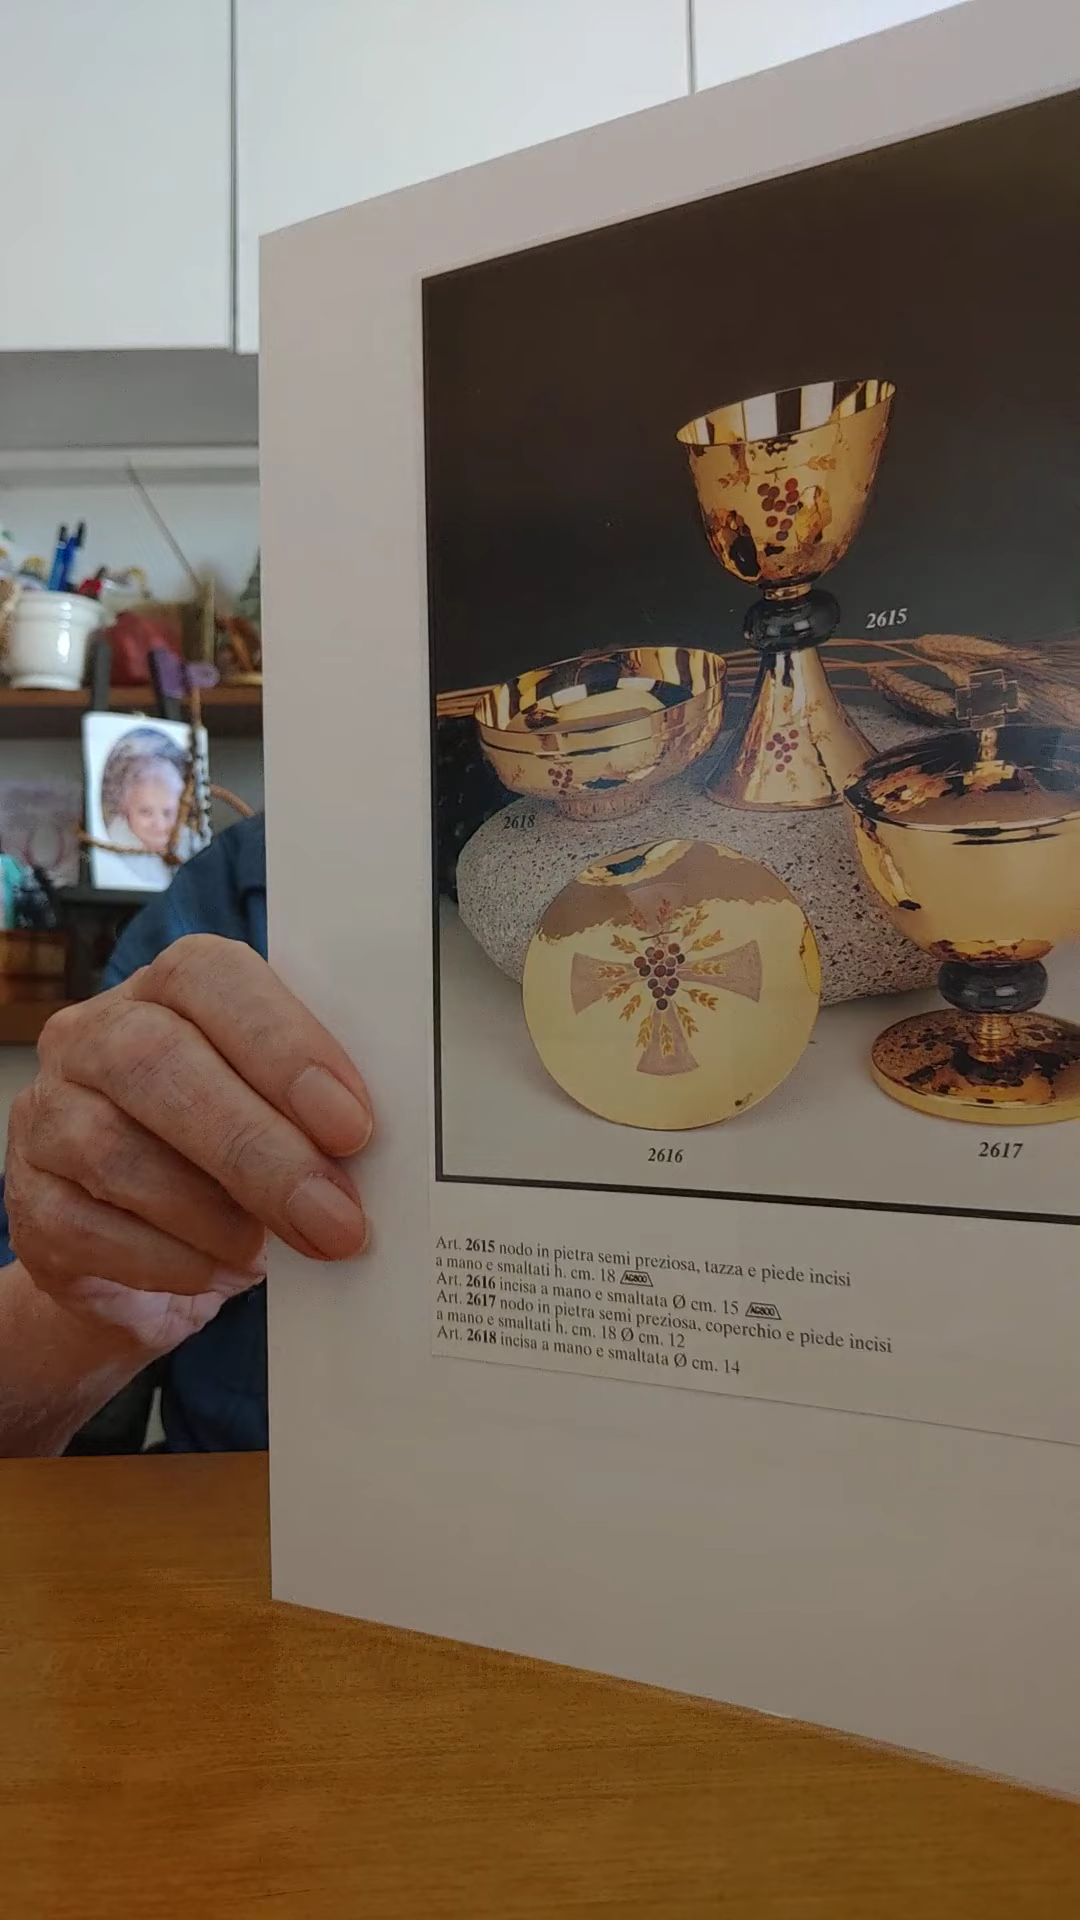 2615
2618
2616
2617
Art. 2615 nodo in pietra semi preziosa, tazza e piede incisi
a mano e smaltati h. cm. 18 AG800
Art. 2616 incisa a mano e smaltata Ø cm. 15 AG800
Art. 2617 nodo in pietra semi preziosa, coperchio e piede incisi
a mano e smaltati h. cm. 18 Ø cm. 12
Art. 2618 incisa a mano e smaltata Ø cm. 14